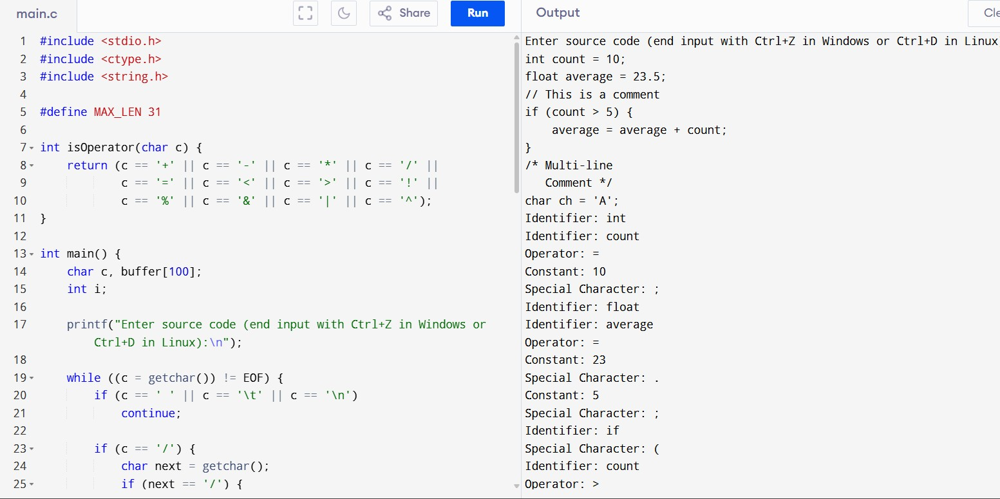 main.c
Share
Run
Output
Cle
1 #include <stdio.h>
2 #include <ctype.h>
3 #include <string.h>
4
5 #define MAX_LEN 31
6
7 int isOperator(char c) {
8     return (c == '+' || c == '-' || c == '*' || c == '/' ||
9             c == '=' || c == '<' || c == '>' || c == '!' ||
10             c == '%' || c == '&' || c == '|' || c == '^');
11 }
12
13 int main() {
14     char c, buffer[100];
15     int i;
16
17     printf("Enter source code (end input with Ctrl+Z in Windows or
        Ctrl+D in Linux):\n");
18
19     while ((c = getchar()) != EOF) {
20         if (c == ' ' || c == '\t' || c == '\n')
21             continue;
22
23         if (c == '/') {
24             char next = getchar();
25             if (next == '/') {
Enter source code (end input with Ctrl+Z in Windows or Ctrl+D in Linux
int count = 10;
float average = 23.5;
// This is a comment
if (count > 5) {
    average = average + count;
}
/* Multi-line
   Comment */
char ch = 'A';
Identifier: int
Identifier: count
Operator: =
Constant: 10
Special Character: ;
Identifier: float
Identifier: average
Operator: =
Constant: 23
Special Character: .
Constant: 5
Special Character: ;
Identifier: if
Special Character: (
Identifier: count
Operator: >